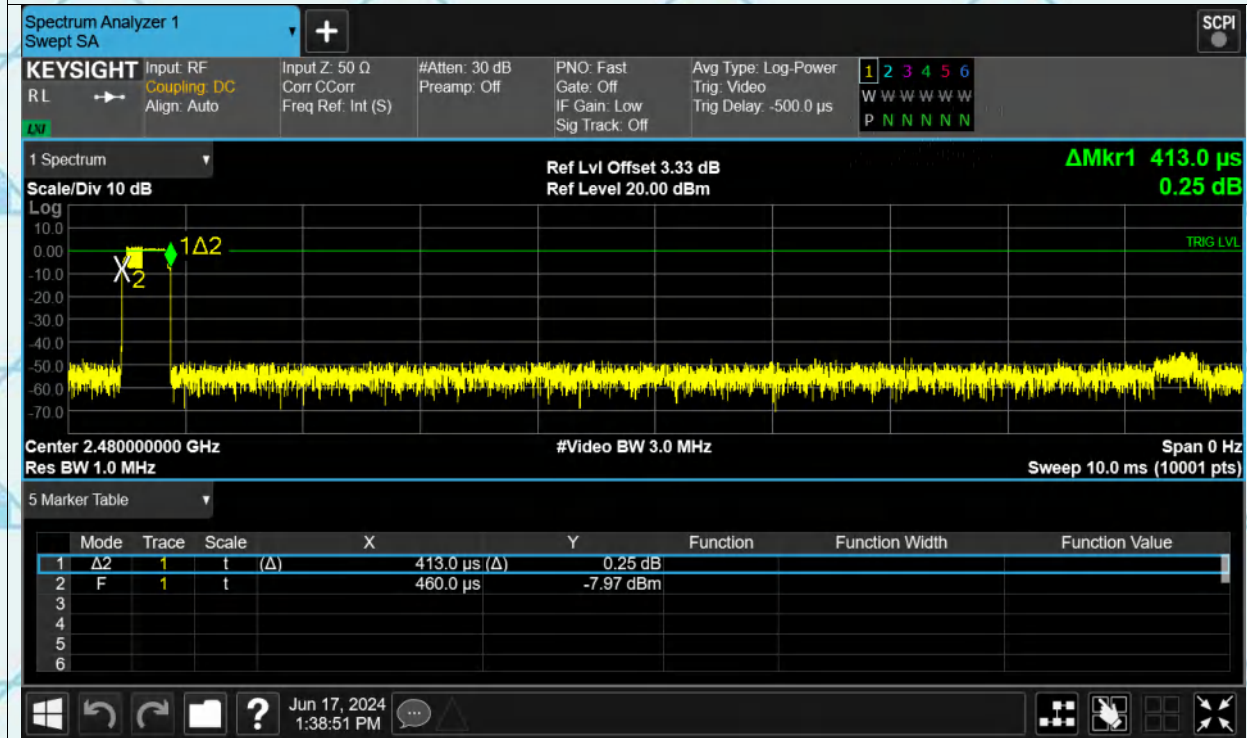 Spectrum Analyzer 1
Swept SA
+
SCPI
KEYSIGHT Input: RF Input Z: 50 Ω #Atten: 30 dB PNO: Fast Avg Type: Log-Power 1 2 3 4 5 6
RL Coupling: DC Corr CCorr Preamp: Off Gate: Off Trig: Video W W W W W W
Align: Auto Freq Ref: Int (S) IF Gain: Low Trig Delay: -500.0 µs
LXI Sig Track: Off P N N N N N
1 Spectrum Ref Lvl Offset 3.33 dB ΔMkr1 413.0 µs
Scale/Div 10 dB Ref Level 20.00 dBm 0.25 dB
Log
10.0
0.00 1Δ2 TRIG LVL
-10.0 X 2
-20.0
-30.0
-40.0
-50.0
-60.0
-70.0
Center 2.480000000 GHz #Video BW 3.0 MHz Span 0 Hz
Res BW 1.0 MHz Sweep 10.0 ms (10001 pts)
5 Marker Table
Mode Trace Scale X Y Function Function Width Function Value
1 Δ2 1 t (Δ) 413.0 µs (Δ) 0.25 dB
2 F 1 t 460.0 µs -7.97 dBm
3
4
5
6
? Jun 17, 2024
1:38:51 PM